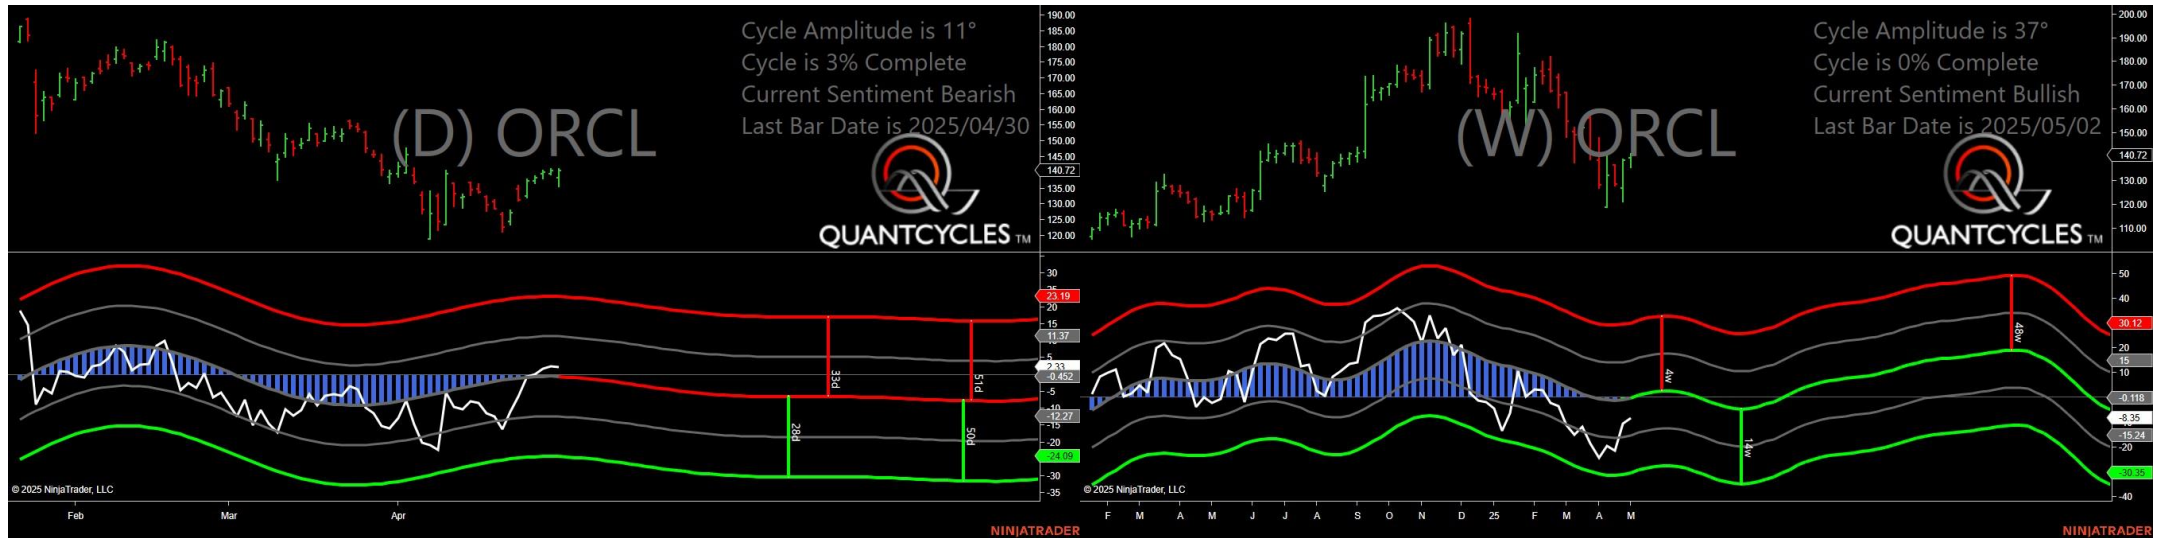 Cycle Amplitude is 11°
Cycle is 3% Complete
Current Sentiment Bearish
Last Bar Date is 2025/04/30
(D) ORCL
QUANTCYCLES TM
190.00
185.00
180.00
175.00
170.00
165.00
160.00
155.00
150.00
145.00
140.72
135.00
130.00
125.00
120.00
30
23.19
20
15
11.37
5
2.33
-0.452
-5
-10
-12.27
-15
-20
-24.09
-30
-35
33d
51d
28d
50d
© 2025 NinjaTrader, LLC
Feb Mar Apr
NINJATRADER
Cycle Amplitude is 37°
Cycle is 0% Complete
Current Sentiment Bullish
Last Bar Date is 2025/05/02
(W) ORCL
QUANTCYCLES TM
200.00
190.00
180.00
170.00
160.00
150.00
140.72
130.00
120.00
110.00
50
40
30.12
20
15
10
-0.118
-8.35
-15.24
-20
-30.35
-40
4w
48w
14w
© 2025 NinjaTrader, LLC
F M A M J J A S O N D 25 F M A M
NINJATRADER